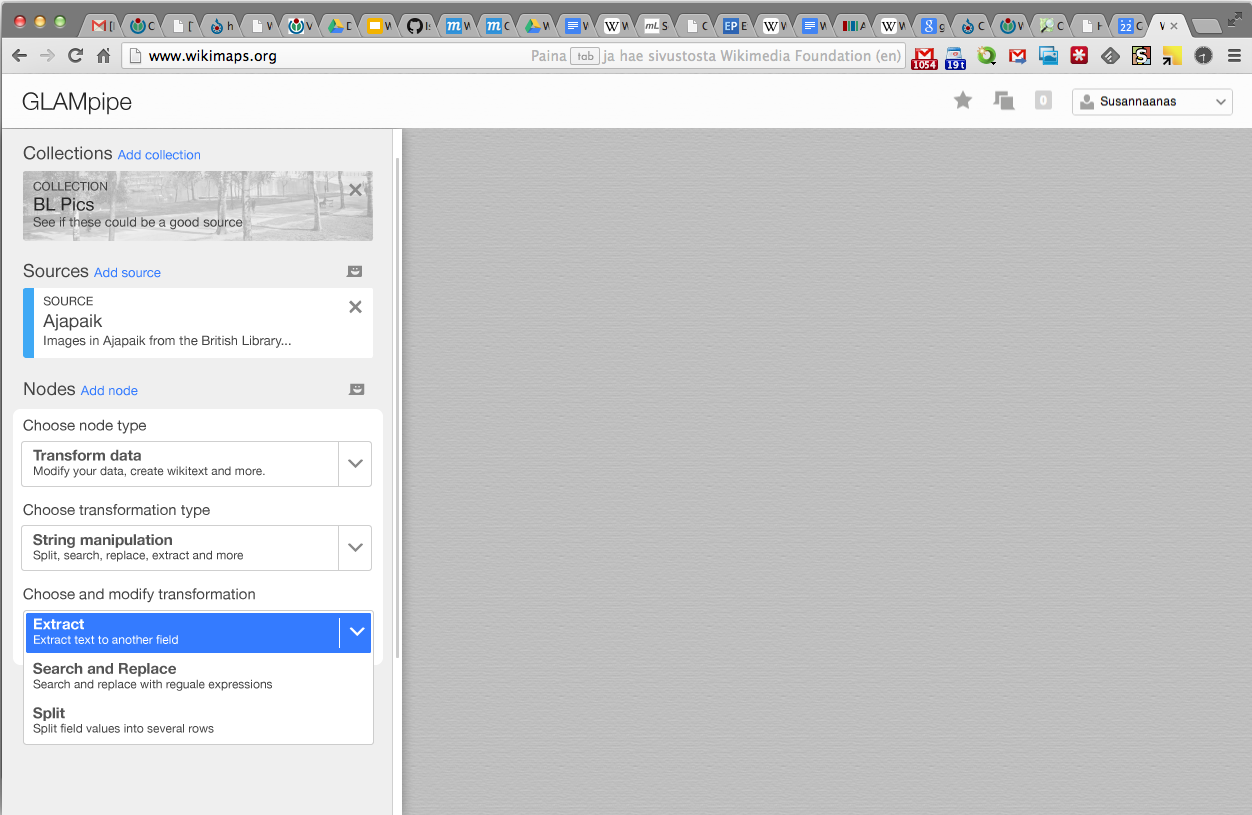 www.wikimaps.org
Paina tab ja hae sivustosta Wikimedia Foundation (en)
1054
19 t
GLAMpipe
0
Susannaanas
Collections Add collection
COLLECTION
BL Pics
See if these could be a good source
Sources Add source
SOURCE
Ajapaik
Images in Ajapaik from the British Library...
Nodes Add node
Choose node type
Transform data
Modify your data, create wikitext and more.
Choose transformation type
String manipulation
Split, search, replace, extract and more
Choose and modify transformation
Extract
Extract text to another field
Search and Replace
Search and replace with reguale expressions
Split
Split field values into several rows